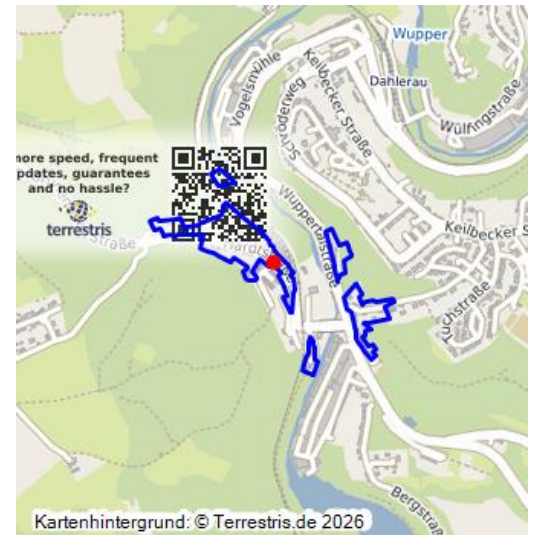 Wupper
Vogelsmühle
Keilbecker Straße
Schröderweg
Dahlerau
Wülfingstraße
more speed, frequent
updates, guarantees
and no hassle?
terrestris
straße
Wuppertalstraße
Keilbecker S
Tuchstraße
Bergstraß
Kartenhintergrund: © Terrestris.de 2026